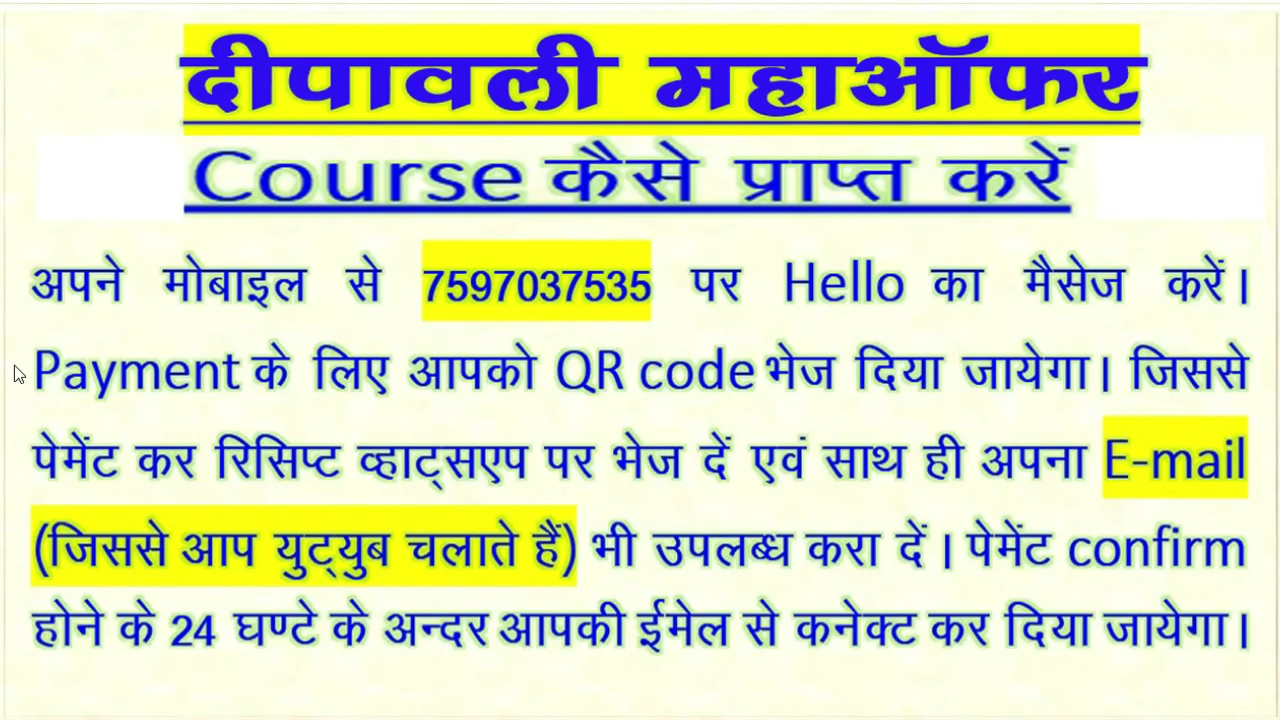 दीपावली महाऑफर
Course कैसे प्राप्त करें
अपने मोबाइल से 7597037535 पर Hello का मैसेज करें।
Payment के लिए आपको QR code भेज दिया जायेगा। जिससे
पेमेंट कर रिसिप्ट व्हाट्सएप पर भेज दें एवं साथ ही अपना E-mail
(जिससे आप युट्युब चलाते हैं) भी उपलब्ध करा दें। पेमेंट confirm
होने के 24 घण्टे के अन्दर आपकी ईमेल से कनेक्ट कर दिया जायेगा।